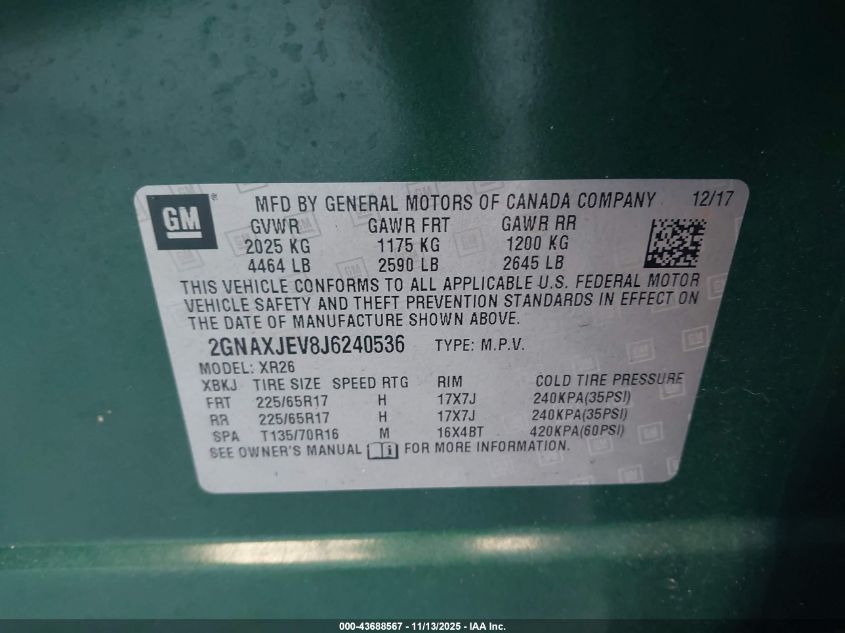 GM ® MFD BY GENERAL MOTORS OF CANADA COMPANY 12/17
GVWR GAWR FRT GAWR RR
2025 KG 1175 KG 1200 KG
4464 LB 2590 LB 2645 LB
THIS VEHICLE CONFORMS TO ALL APPLICABLE U.S. FEDERAL MOTOR
VEHICLE SAFETY AND THEFT PREVENTION STANDARDS IN EFFECT ON
THE DATE OF MANUFACTURE SHOWN ABOVE.
2GNAXJEV8J6240536 TYPE: M.P.V.
MODEL: XR26
XBKJ TIRE SIZE SPEED RTG RIM COLD TIRE PRESSURE
FRT 225/65R17 H 17X7J 240KPA(35PSI)
RR 225/65R17 H 17X7J 240KPA(35PSI)
SPA T135/70R16 M 16X4BT 420KPA(60PSI)
SEE OWNER'S MANUAL FOR MORE INFORMATION.
000-43688567 - 11/13/2025 - IAA Inc.